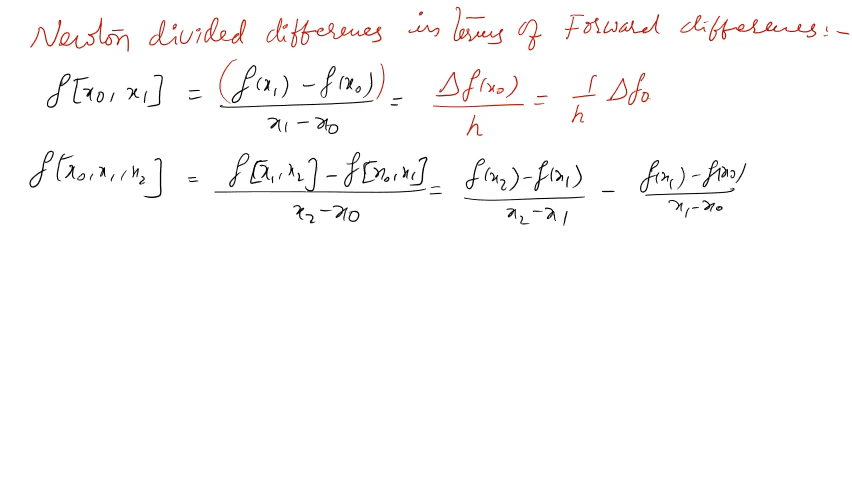 Newton divided differences in terms of Forward differences:-
f[x₀, x₁] = (f(x₁) - f(x₀)) / (x₁ - x₀) = Δf(x₀) / h = 1/h Δf₀
f[x₀, x₁, x₂] = (f[x₁, x₂] - f[x₀, x₁]) / (x₂ - x₀) = (f(x₂) - f(x₁)) / (x₂ - x₁) - (f(x₁) - f(x₀)) / (x₁ - x₀)